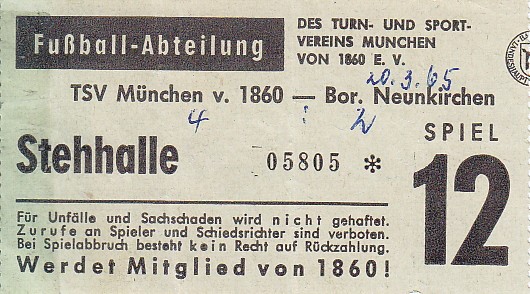 Fußball-Abteilung
DES TURN- UND SPORT-
VEREINS MUNCHEN
VON 1860 E. V.
20.3.65
TSV München v. 1860 — Bor. Neunkirchen
4 : 2
SPIEL
12
Stehhalle
05805 *
Für Unfälle und Sachschaden wird nicht gehaftet.
Zurufe an Spieler und Schiedsrichter sind verboten.
Bei Spielabbruch besteht kein Recht auf Rückzahlung.
Werdet Mitglied von 1860!